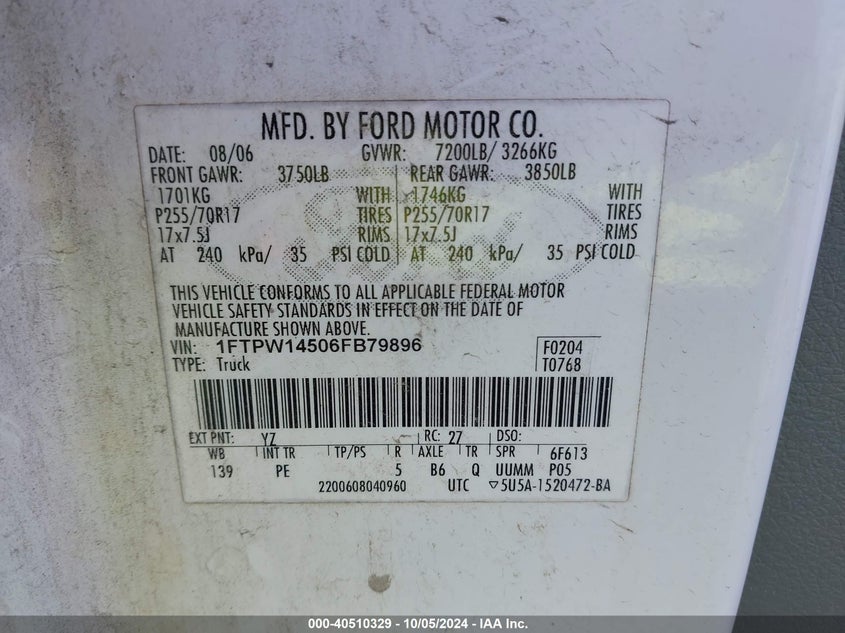 MFD. BY FORD MOTOR CO.
DATE: 08/06 GVWR: 7200LB/ 3266KG
FRONT GAWR: 3750LB REAR GAWR: 3850LB
1701KG WITH 1746KG WITH
P255/70R17 TIRES P255/70R17 TIRES
17x7.5J RIMS 17x7.5J RIMS
AT 240 kPa/ 35 PSI COLD AT 240 kPa/ 35 PSI COLD
THIS VEHICLE CONFORMS TO ALL APPLICABLE FEDERAL MOTOR
VEHICLE SAFETY STANDARDS IN EFFECT ON THE DATE OF
MANUFACTURE SHOWN ABOVE.
VIN: 1FTPW14506FB79896 F0204
TYPE: Truck T0768
EXT PNT: YZ RC: 27 DSO:
WB INT TR TP/PS R AXLE TR SPR 6F613
139 PE 5 B6 Q UUMM P05
2200608040960 UTC ▽5U5A-1520472-BA
000-40510329 - 10/05/2024 - IAA Inc.